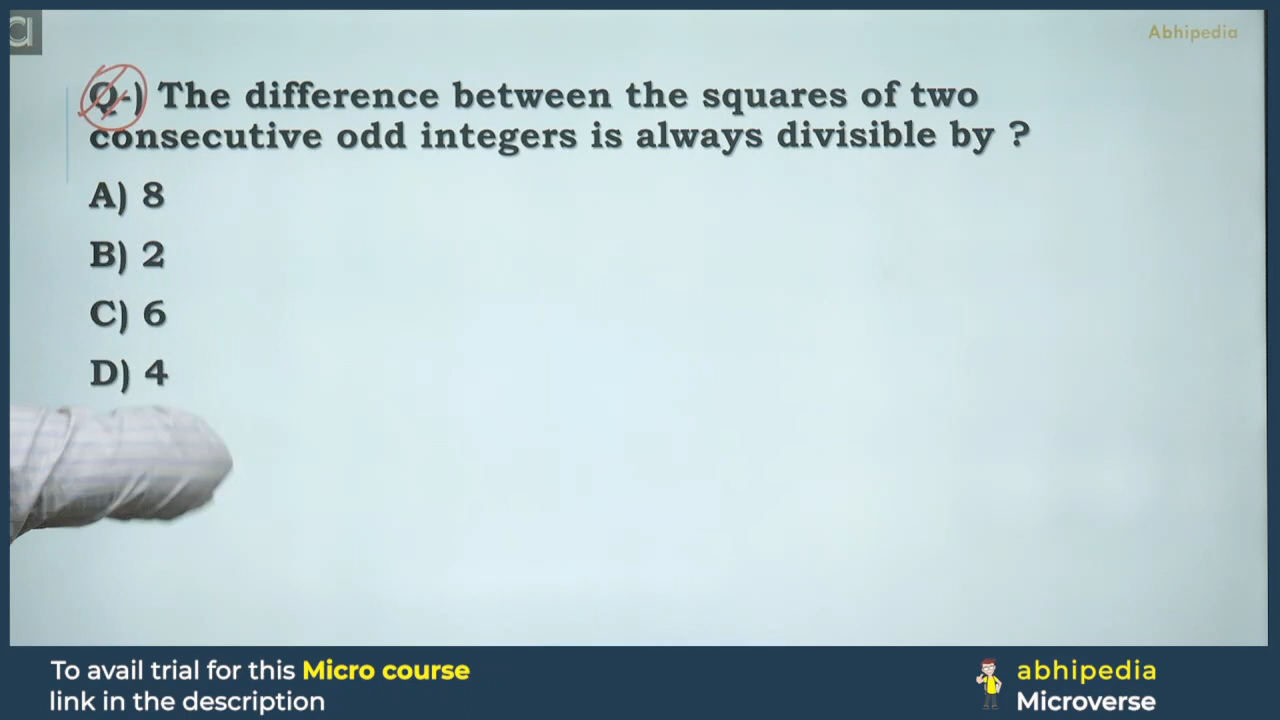 a
Abhipedia
Q-) The difference between the squares of two
consecutive odd integers is always divisible by ?
A) 8
B) 2
C) 6
D) 4
To avail trial for this Micro course
link in the description
abhipedia
Microverse